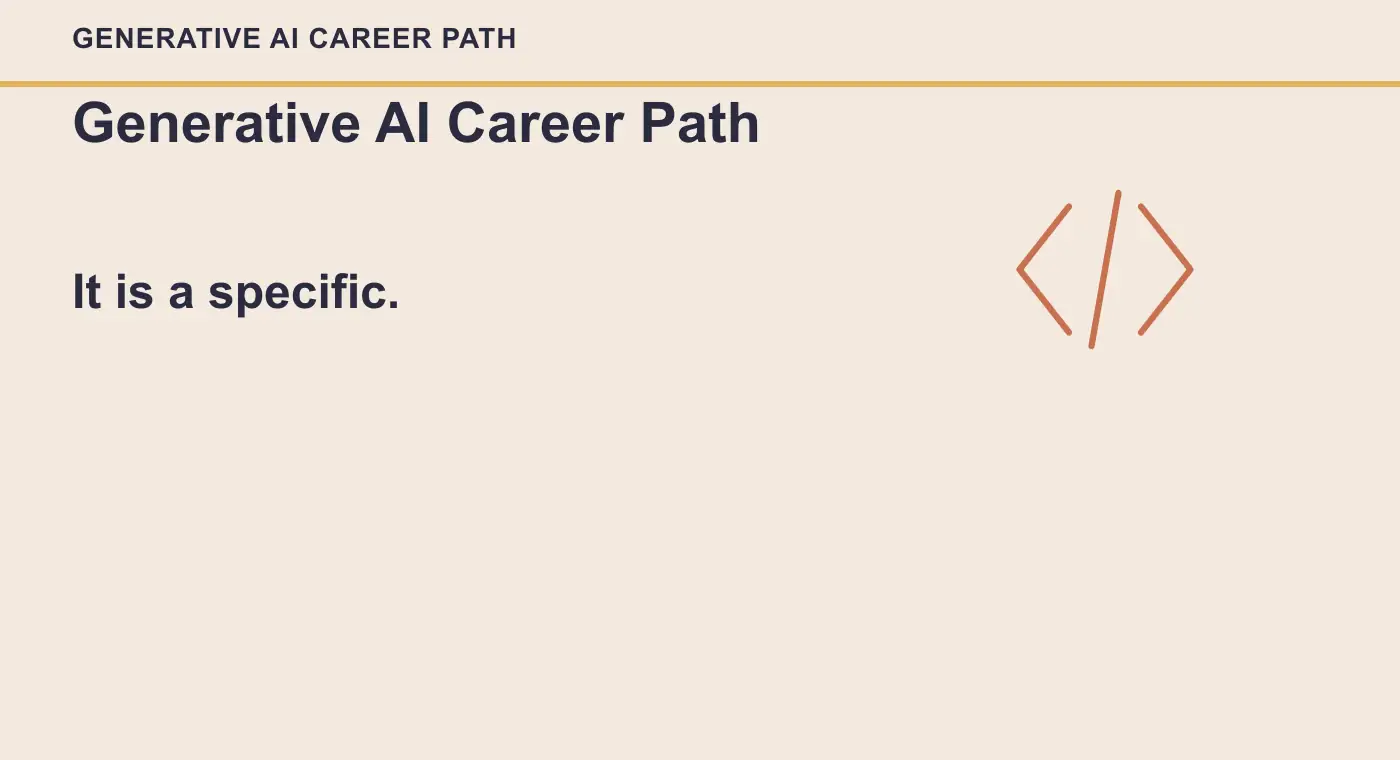 GENERATIVE AI CAREER PATH
Generative AI Career Path
It is a specific.